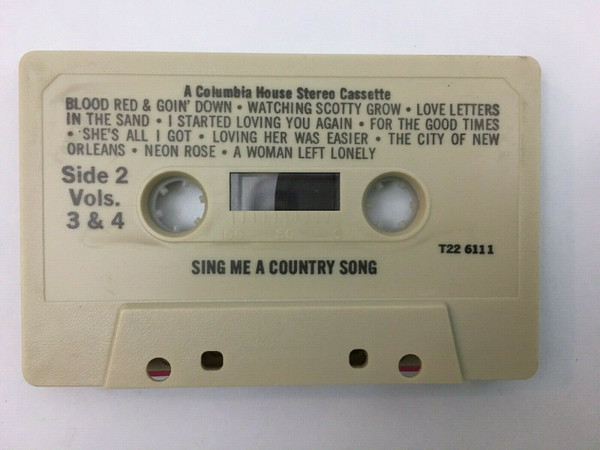 A Columbia House Stereo Cassette
BLOOD RED & GOIN' DOWN • WATCHING SCOTTY GROW • LOVE LETTERS
IN THE SAND • I STARTED LOVING YOU AGAIN • FOR THE GOOD TIMES
• SHE'S ALL I GOT • LOVING HER WAS EASIER • THE CITY OF NEW
ORLEANS • NEON ROSE • A WOMAN LEFT LONELY
Side 2
Vols.
3 & 4
T22 6111
SING ME A COUNTRY SONG